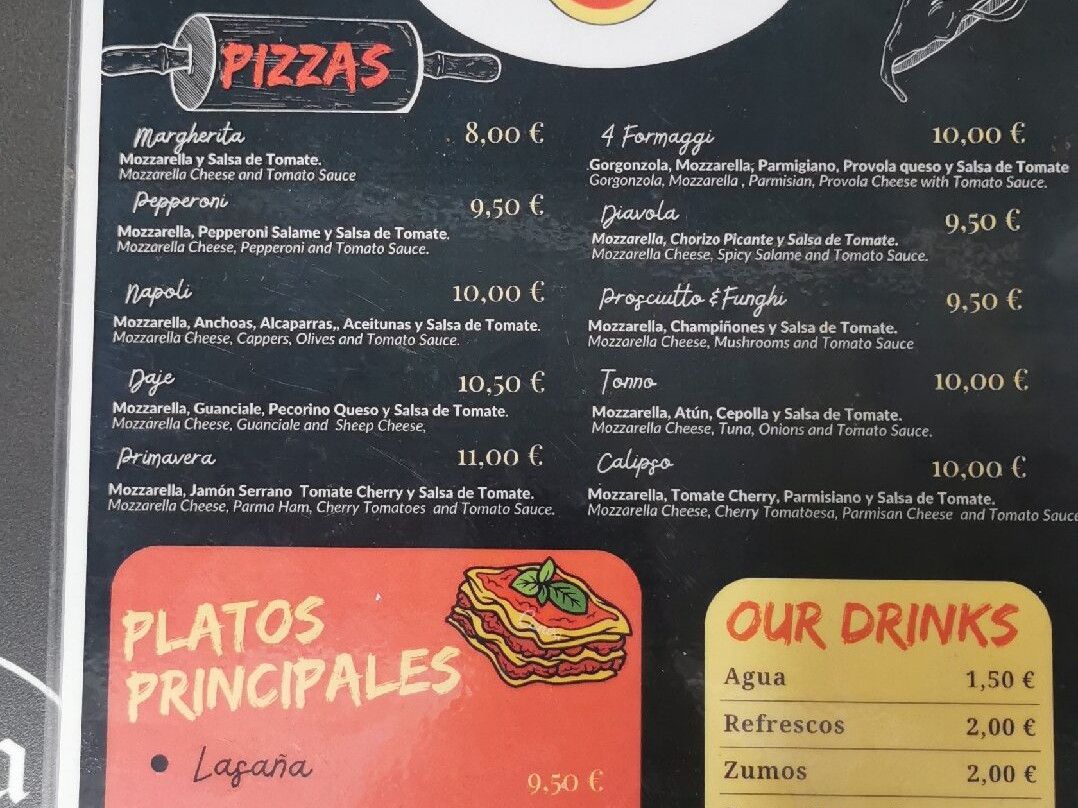 PIZZAS
Margherita 8,00 €
Mozzarella y Salsa de Tomate.
Mozzarella Cheese and Tomato Sauce
Pepperoni 9,50 €
Mozzarella, Pepperoni Salame y Salsa de Tomate.
Mozzarella Cheese, Pepperoni and Tomato Sauce.
Napoli 10,00 €
Mozzarella, Anchoas, Alcaparras,, Aceitunas y Salsa de Tomate.
Mozzarella Cheese, Cappers, Olives and Tomato Sauce.
Daje 10,50 €
Mozzarella, Guanciale, Pecorino Queso y Salsa de Tomate.
Mozzarella Cheese, Guanciale and Sheep Cheese,
Primavera 11,00 €
Mozzarella, Jamón Serrano Tomate Cherry y Salsa de Tomate.
Mozzarella Cheese, Parma Ham, Cherry Tomatoes and Tomato Sauce.
4 Formaggi 10,00 €
Gorgonzola, Mozzarella, Parmigiano, Provola queso y Salsa de Tomate
Gorgonzola, Mozzarella , Parmisian, Provola Cheese with Tomato Sauce.
Diavola 9,50 €
Mozzarella, Chorizo Picante y Salsa de Tomate.
Mozzarella Cheese, Spicy Salame and Tomato Sauce.
Prosciutto & Funghi 9,50 €
Mozzarella, Champiñones y Salsa de Tomate.
Mozzarella Cheese, Mushrooms and Tomato Sauce
Tonno 10,00 €
Mozzarella, Atún, Cepolla y Salsa de Tomate.
Mozzarella Cheese, Tuna, Onions and Tomato Sauce.
Calipso 10,00 €
Mozzarella, Tomate Cherry, Parmisiano y Salsa de Tomate.
Mozzarella Cheese, Cherry Tomatoesa, Parmisan Cheese and Tomato Sauce
PLATOS
PRINCIPALES
• Lasaña 9,50 €
OUR DRINKS
Agua 1,50 €
Refrescos 2,00 €
Zumos 2,00 €